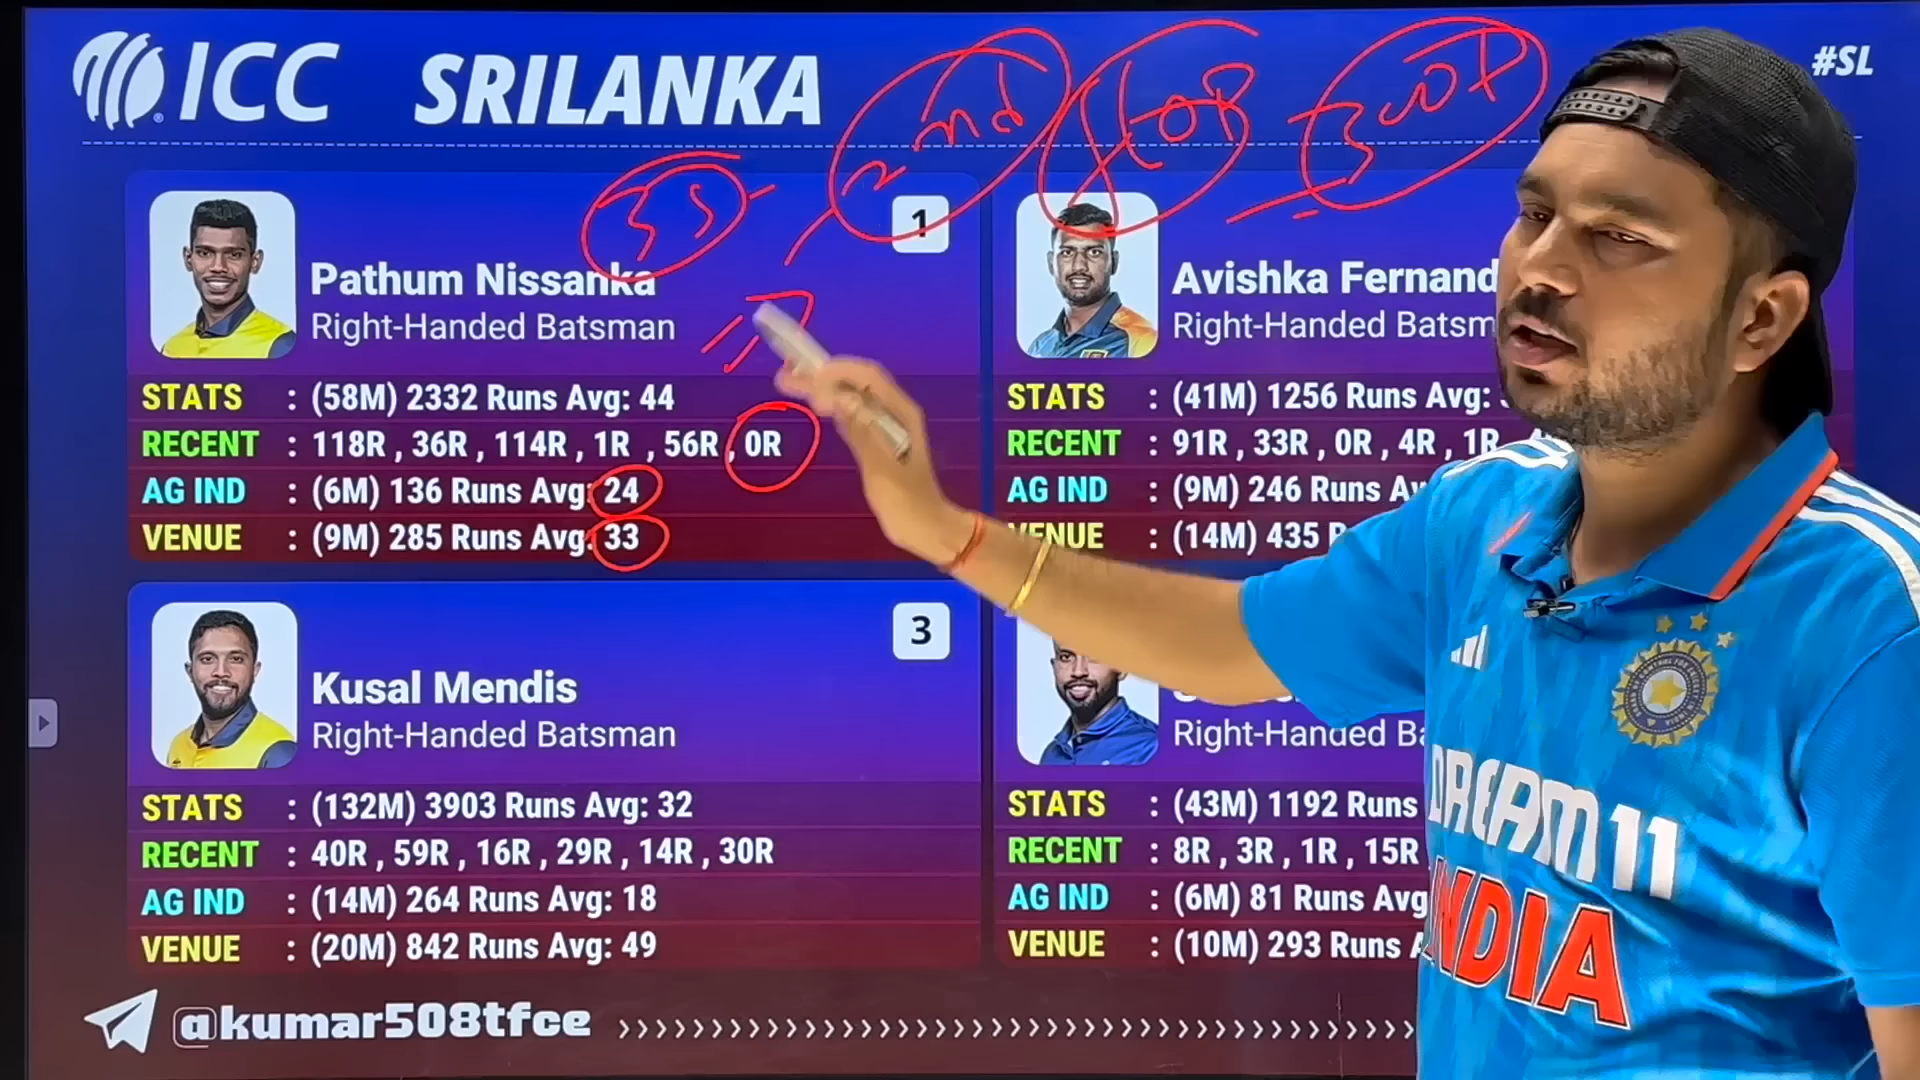 ICC SRILANKA
#SL
35
2nd
1
Pathum Nissanka
Right-Handed Batsman
STATS : (58M) 2332 Runs Avg: 44
RECENT : 118R , 36R , 114R , 1R , 56R , 0R
AG IND : (6M) 136 Runs Avg: 24
VENUE : (9M) 285 Runs Avg: 33
Avishka Fernand
Right-Handed Batsm
STATS : (41M) 1256 Runs Avg:
RECENT : 91R , 33R , 0R , 4R , 1R
AG IND : (9M) 246 Runs Av
VENUE : (14M) 435 R
3
Kusal Mendis
Right-Handed Batsman
STATS : (132M) 3903 Runs Avg: 32
RECENT : 40R , 59R , 16R , 29R , 14R , 30R
AG IND : (14M) 264 Runs Avg: 18
VENUE : (20M) 842 Runs Avg: 49
Right-Handed Ba
STATS : (43M) 1192 Runs
RECENT : 8R , 3R , 1R , 15R
AG IND : (6M) 81 Runs Avg
VENUE : (10M) 293 Runs A
@kumar508tfce
DREAM 11
INDIA